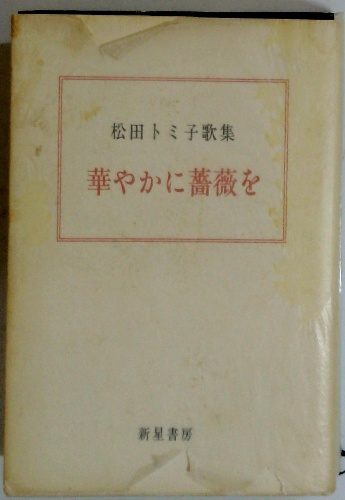 松田トミ子歌集
華やかに薔薇を
新星書房